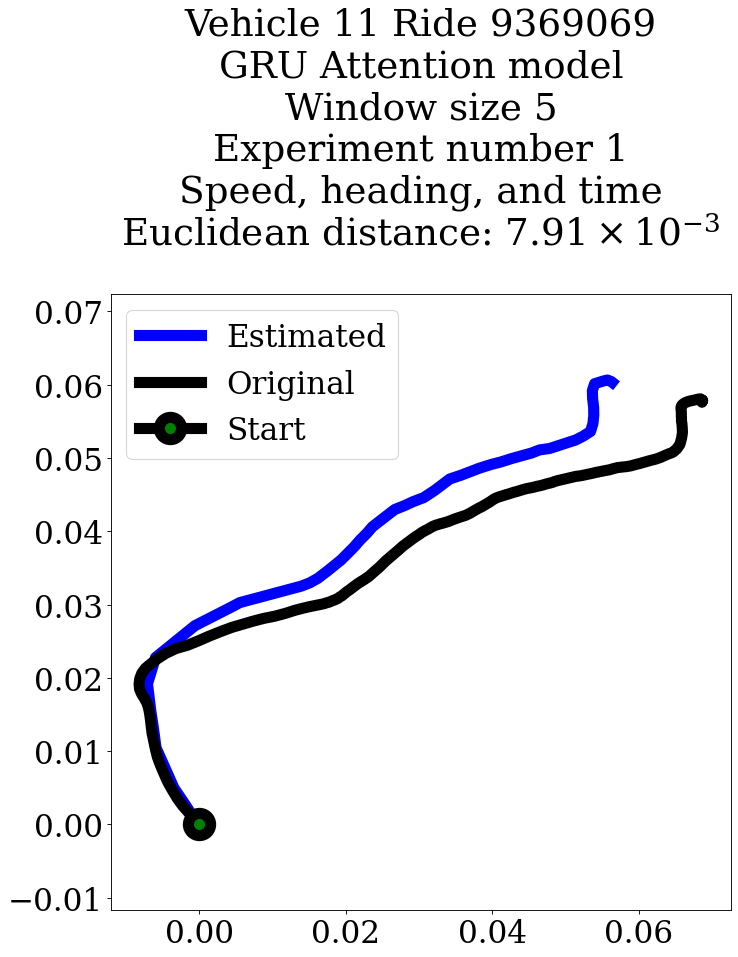 Vehicle 11 Ride 9369069
GRU Attention model
Window size 5
Experiment number 1
Speed, heading, and time
Euclidean distance: 7.91 × 10⁻³
0.07
0.06
0.05
0.04
0.03
0.02
0.01
0.00
−0.01
Estimated
Original
Start
0.00 0.02 0.04 0.06